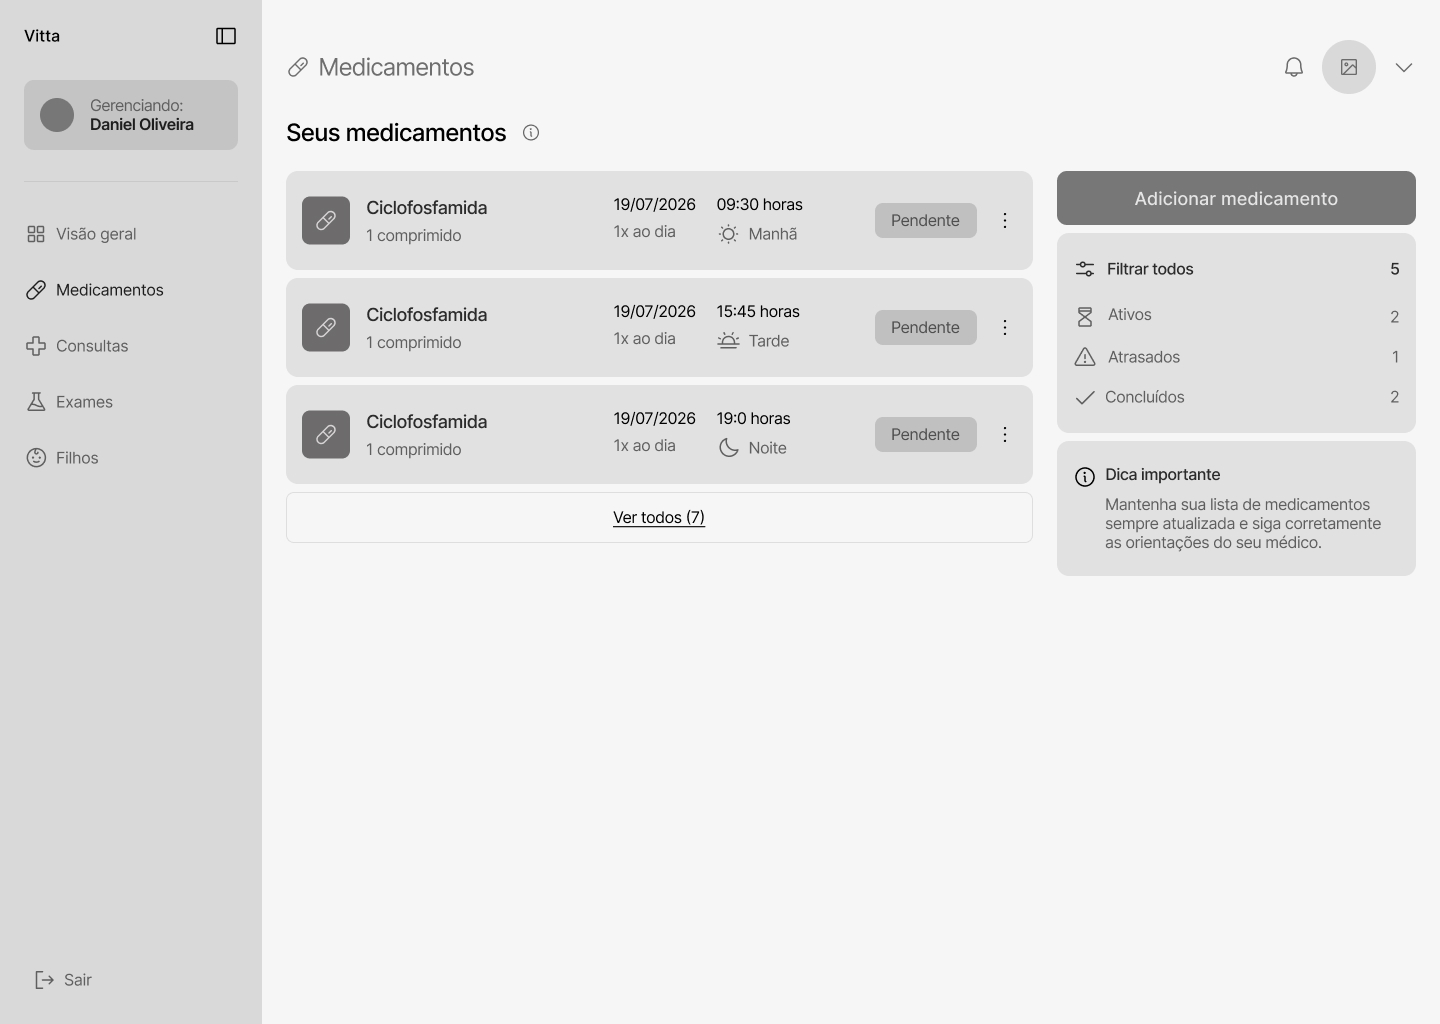 Vitta
Gerenciando:
Daniel Oliveira
Visão geral
Medicamentos
Consultas
Exames
Filhos
Sair
Medicamentos
Seus medicamentos
Ciclofosfamida
1 comprimido
19/07/2026
1x ao dia
09:30 horas
Manhã
Pendente
Ciclofosfamida
1 comprimido
19/07/2026
1x ao dia
15:45 horas
Tarde
Pendente
Ciclofosfamida
1 comprimido
19/07/2026
1x ao dia
19:0 horas
Noite
Pendente
Ver todos (7)
Adicionar medicamento
Filtrar todos 5
Ativos 2
Atrasados 1
Concluídos 2
Dica importante
Mantenha sua lista de medicamentos
sempre atualizada e siga corretamente
as orientações do seu médico.